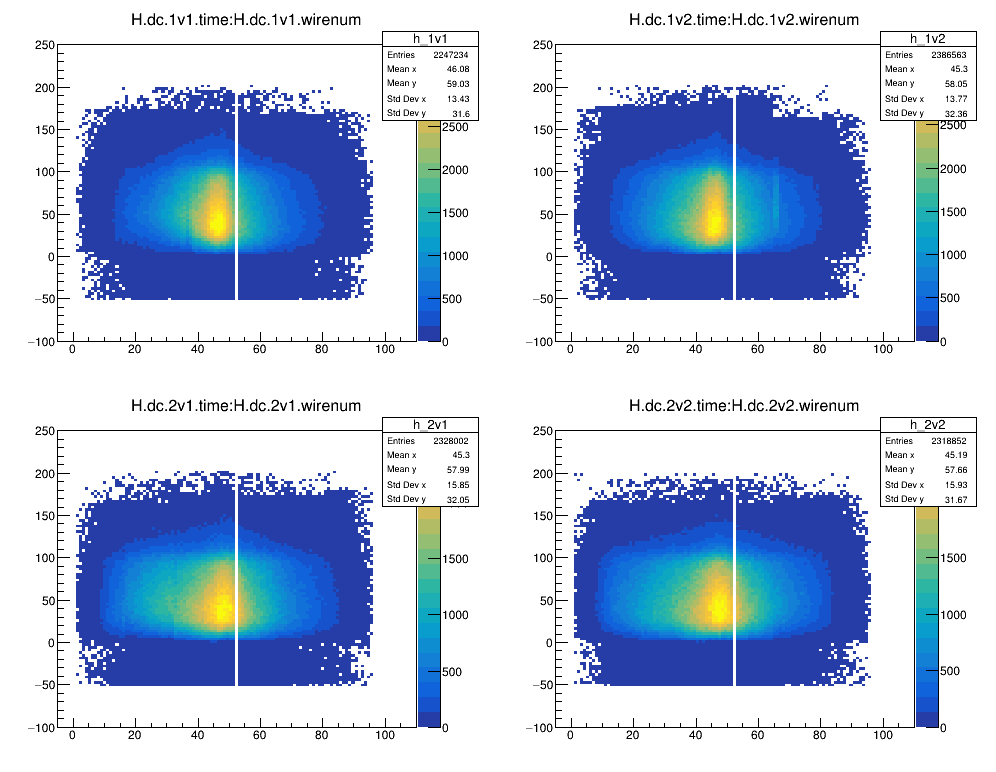 H.dc.1v1.time:H.dc.1v1.wirenum
h_1v1
Entries 2247234
Mean x 46.08
Mean y 59.03
Std Dev x 13.43
Std Dev y 31.6
250
200
150
100
50
0
−50
−100
0 20 40 60 80 100
2500
2000
1500
1000
500
0
H.dc.1v2.time:H.dc.1v2.wirenum
h_1v2
Entries 2386563
Mean x 45.3
Mean y 58.05
Std Dev x 13.77
Std Dev y 32.36
250
200
150
100
50
0
−50
−100
0 20 40 60 80 100
2500
2000
1500
1000
500
0
H.dc.2v1.time:H.dc.2v1.wirenum
h_2v1
Entries 2328002
Mean x 45.3
Mean y 57.99
Std Dev x 15.85
Std Dev y 32.05
250
200
150
100
50
0
−50
−100
0 20 40 60 80 100
1500
1000
500
0
H.dc.2v2.time:H.dc.2v2.wirenum
h_2v2
Entries 2318852
Mean x 45.19
Mean y 57.66
Std Dev x 15.93
Std Dev y 31.67
250
200
150
100
50
0
−50
−100
0 20 40 60 80 100
1500
1000
500
0